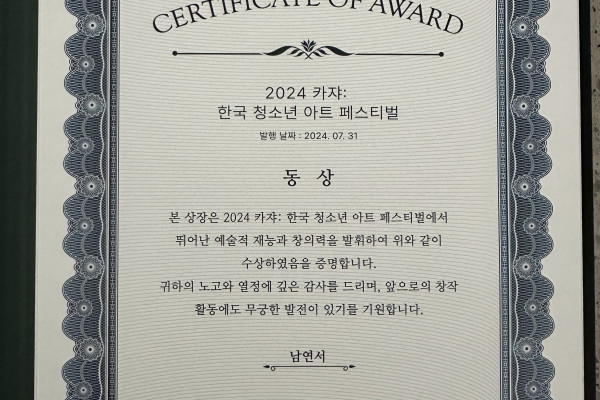 CERTIFICATE OF AWARD
2024 카쟈:
한국 청소년 아트 페스티벌
발행 날짜 : 2024. 07. 31
동 상
본 상장은 2024 카쟈: 한국 청소년 아트 페스티벌에서
뛰어난 예술적 재능과 창의력을 발휘하여 위와 같이
수상하였음을 증명합니다.
귀하의 노고와 열정에 깊은 감사를 드리며, 앞으로의 창작
활동에도 무궁한 발전이 있기를 기원합니다.
남연서